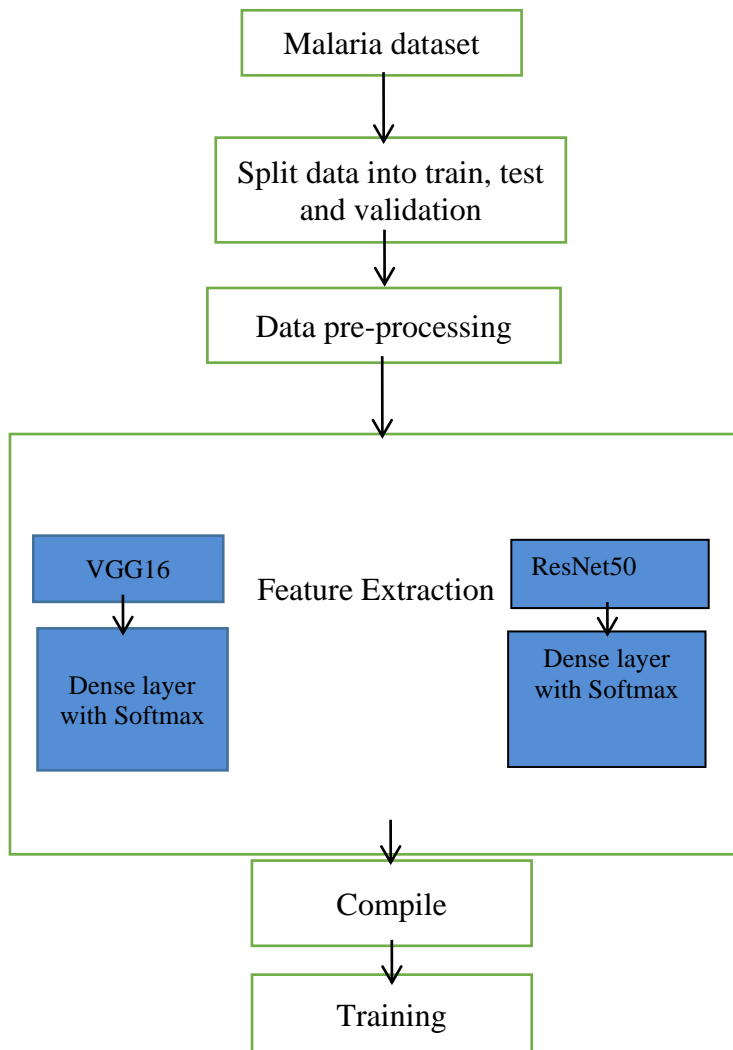 Malaria dataset
Split data into train, test
and validation
Data pre-processing
VGG16
Dense layer
with Softmax
Feature Extraction
ResNet50
Dense layer
with Softmax
Compile
Training